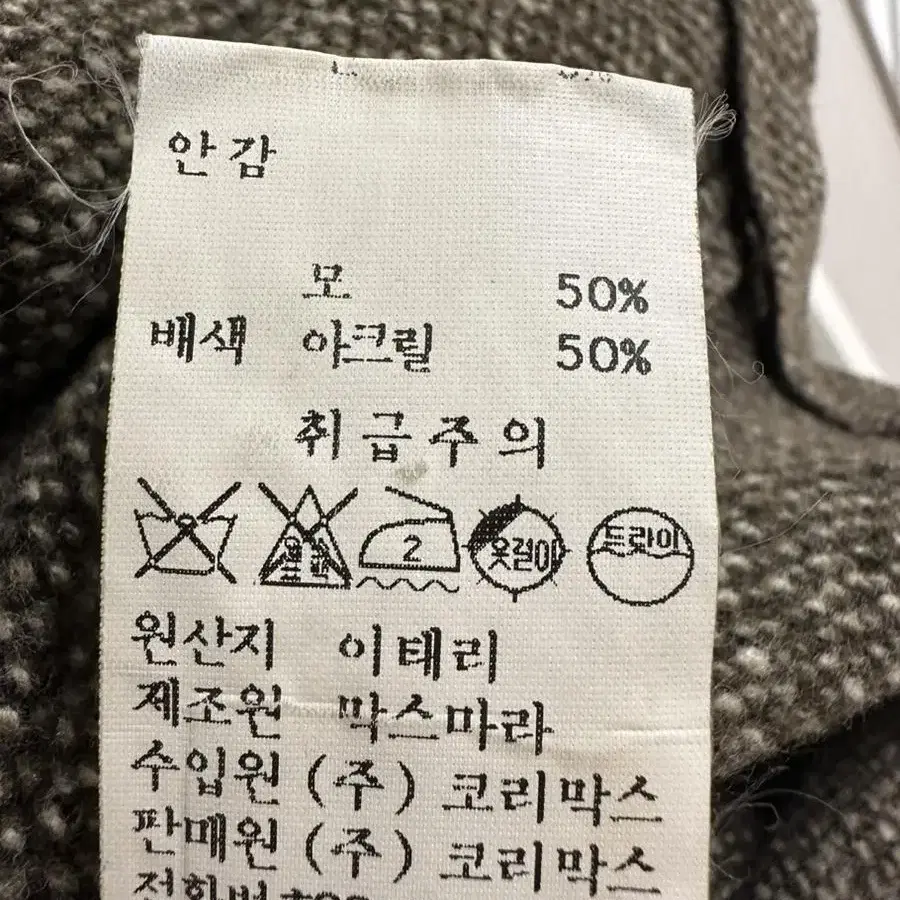 안감
모 50%
배색 아크릴 50%
취급주의
2 옷걸이 드라이
원산지 이태리
제조원 막스마라
수입원 (주) 코리막스
판매원 (주) 코리막스